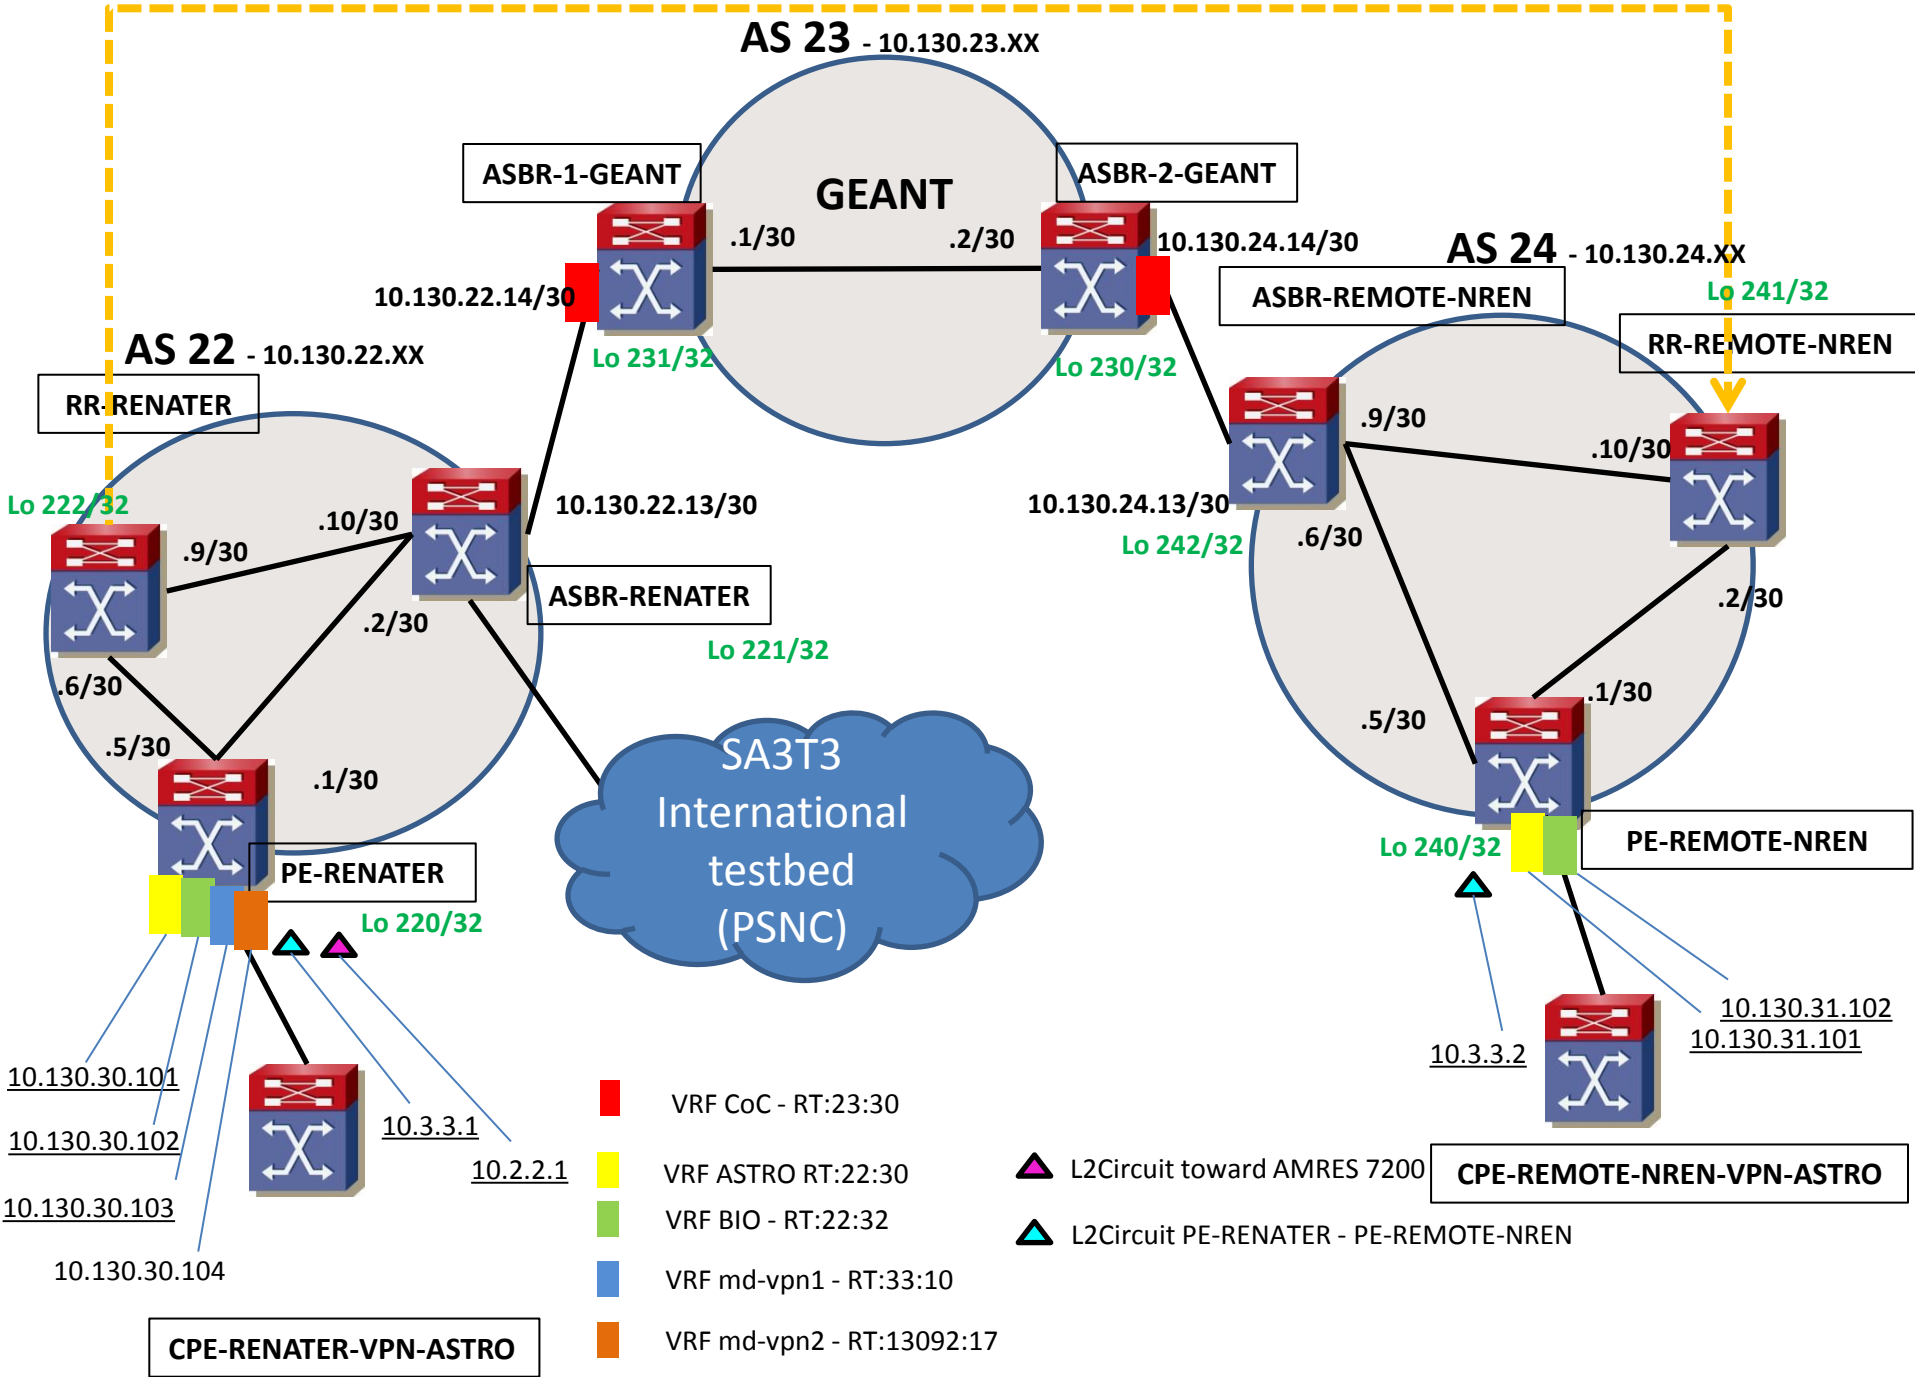 AS 23 - 10.130.23.XX
ASBR-1-GEANT
ASBR-2-GEANT
GEANT
.1/30
.2/30
10.130.24.14/30
AS 24 - 10.130.24.XX
10.130.22.14/30
ASBR-REMOTE-NREN
Lo 241/32
AS 22 - 10.130.22.XX
Lo 231/32
Lo 230/32
RR-REMOTE-NREN
RR-RENATER
.9/30
.10/30
Lo 222/32
10.130.22.13/30
10.130.24.13/30
.10/30
.9/30
Lo 242/32
.6/30
ASBR-RENATER
.2/30
.2/30
Lo 221/32
.6/30
.1/30
.5/30
.5/30
.1/30
SA3T3
International
testbed
(PSNC)
PE-RENATER
Lo 220/32
Lo 240/32
PE-REMOTE-NREN
10.130.31.102
10.130.31.101
10.3.3.2
10.130.30.101
10.130.30.102
10.130.30.103
10.130.30.104
10.3.3.1
10.2.2.1
VRF CoC - RT:23:30
VRF ASTRO RT:22:30
VRF BIO - RT:22:32
VRF md-vpn1 - RT:33:10
VRF md-vpn2 - RT:13092:17
L2Circuit toward AMRES 7200
L2Circuit PE-RENATER - PE-REMOTE-NREN
CPE-REMOTE-NREN-VPN-ASTRO
CPE-RENATER-VPN-ASTRO